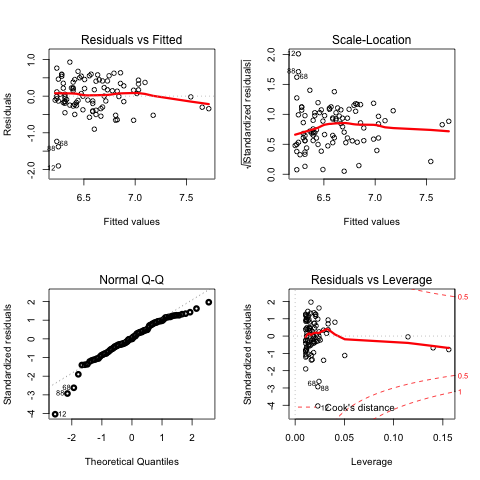 Residuals vs Fitted
Residuals
1.0
0.0
-1.0
-2.0
68
88
12
6.5 7.0 7.5
Fitted values
Scale-Location
√|Standardized residuals|
2.0
1.5
1.0
0.5
0.0
12
88 68
6.5 7.0 7.5
Fitted values
Normal Q-Q
Standardized residuals
2
1
0
-1
-2
-3
-4
68
88
12
-2 -1 0 1 2
Theoretical Quantiles
Residuals vs Leverage
Standardized residuals
2
1
0
-1
-2
-3
-4
0.5
0.5
1
68
88
12
Cook's distance
0.00 0.05 0.10 0.15
Leverage